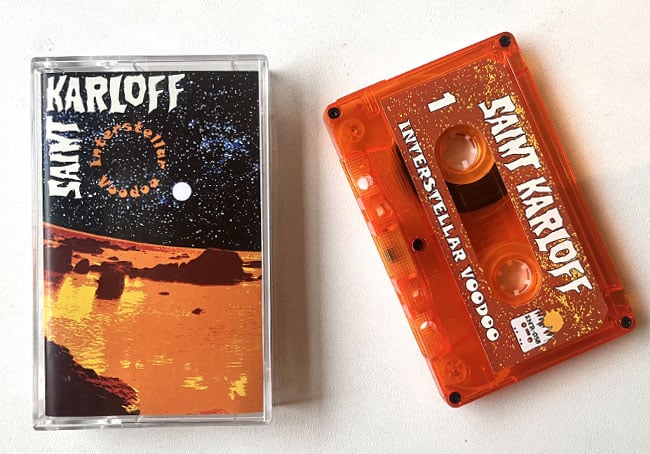 SAINT
KARLOFF
Interstellar Voodoo
1
SAINT KARLOFF
INTERSTELLAR VOODOO